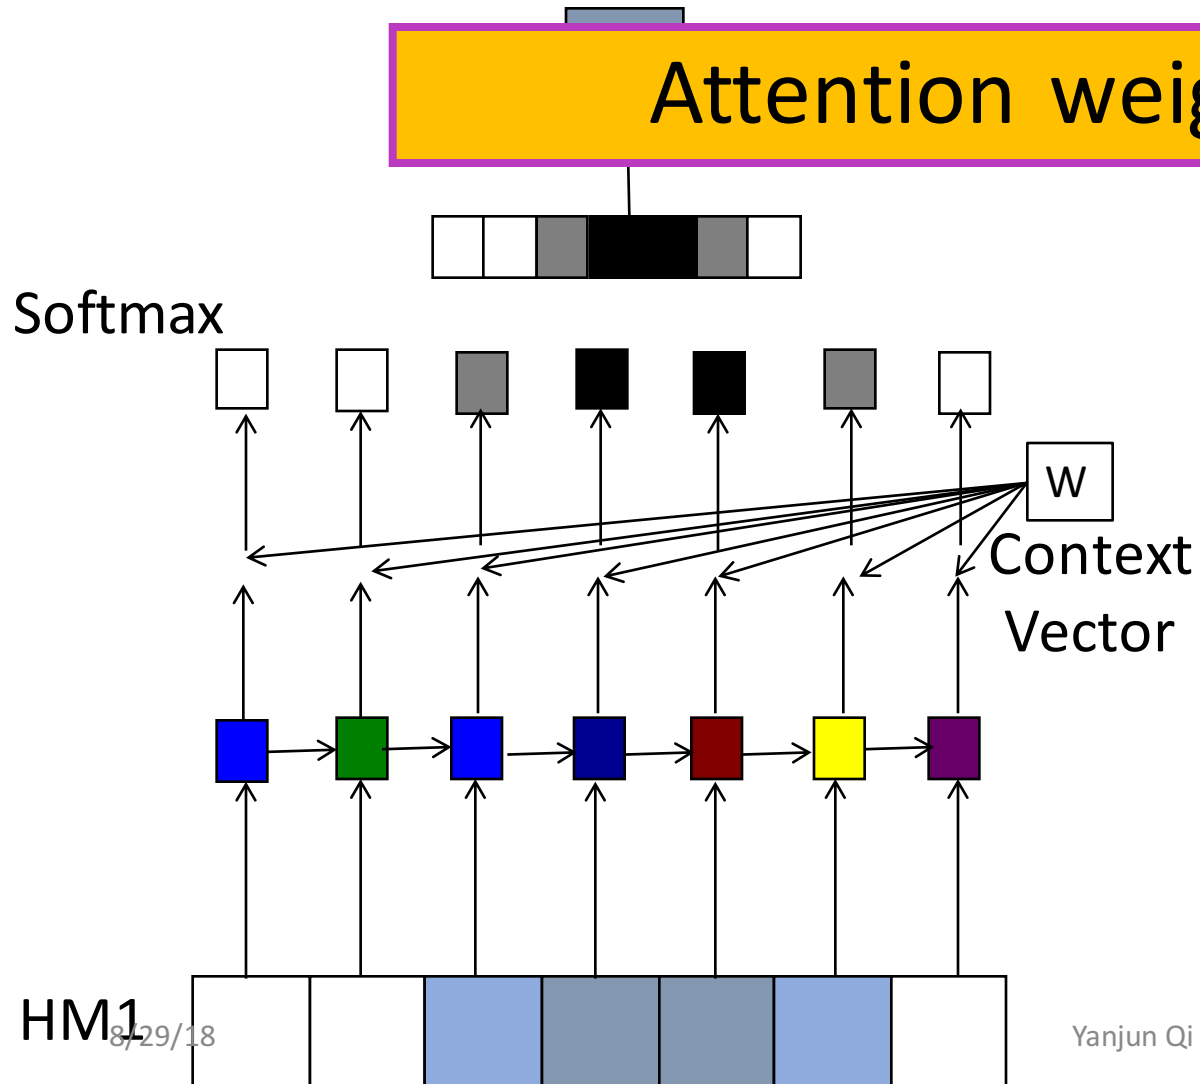 Attention
Softmax
W
Context
Vector
HM1
8/29/18
Yanjun Qi